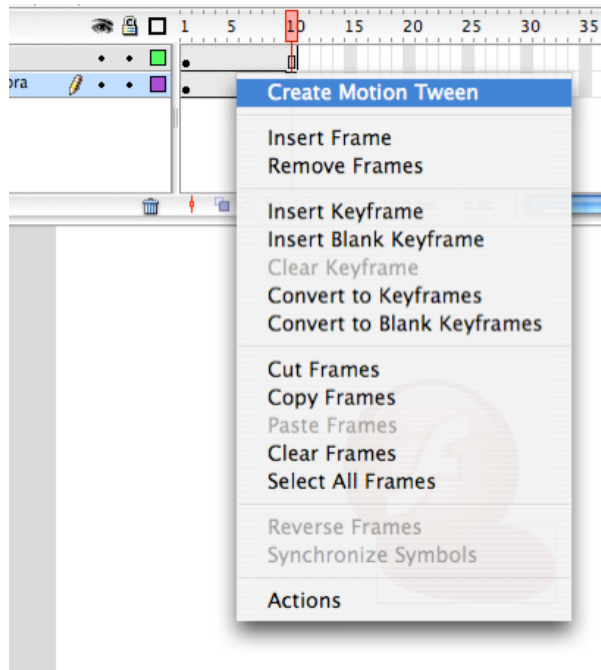 1 5 10 15 20 25 30 35
ora
Create Motion Tween
Insert Frame
Remove Frames
Insert Keyframe
Insert Blank Keyframe
Clear Keyframe
Convert to Keyframes
Convert to Blank Keyframes
Cut Frames
Copy Frames
Paste Frames
Clear Frames
Select All Frames
Reverse Frames
Synchronize Symbols
Actions